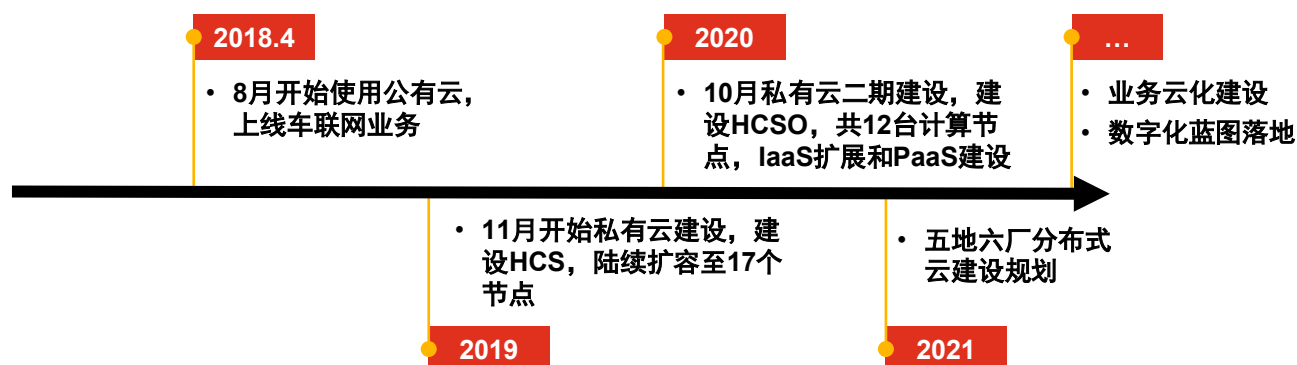 2018.4
• 8月开始使用公有云，
上线车联网业务
2020
• 10月私有云二期建设，建
设HCSO，共12台计算节
点，IaaS扩展和PaaS建设
…
• 业务云化建设
• 数字化蓝图落地
• 11月开始私有云建设，建
设HCS，陆续扩容至17个
节点
2019
• 五地六厂分布式
云建设规划
2021